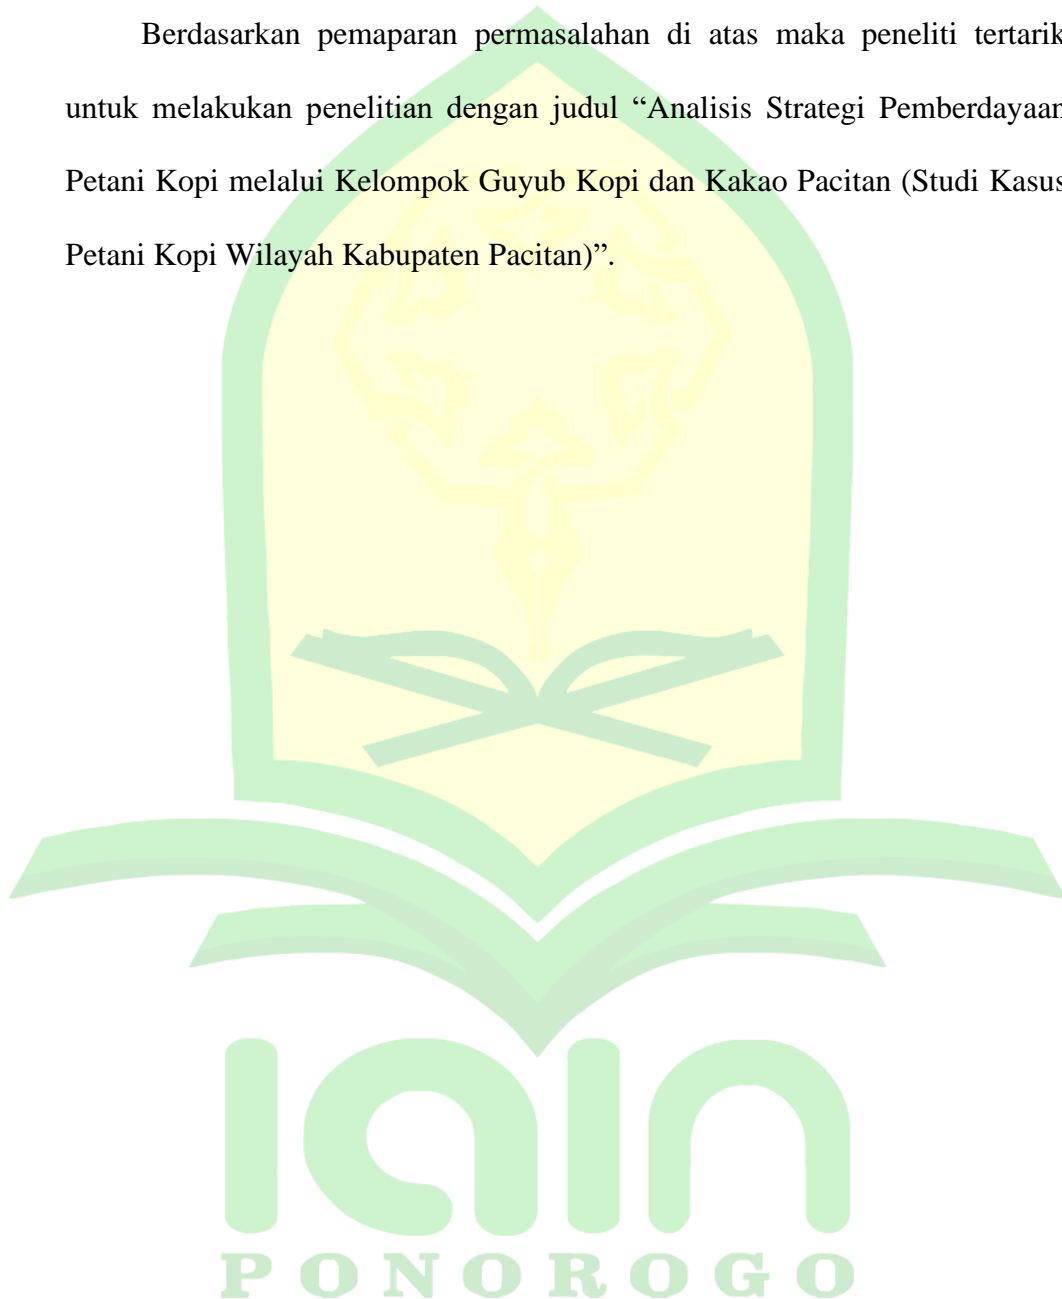 Berdasarkan pemaparan permasalahan di atas maka peneliti tertarik
untuk melakukan penelitian dengan judul “Analisis Strategi Pemberdayaan
Petani Kopi melalui Kelompok Guyub Kopi dan Kakao Pacitan (Studi Kasus
Petani Kopi Wilayah Kabupaten Pacitan)”.
iain
PONOROGO